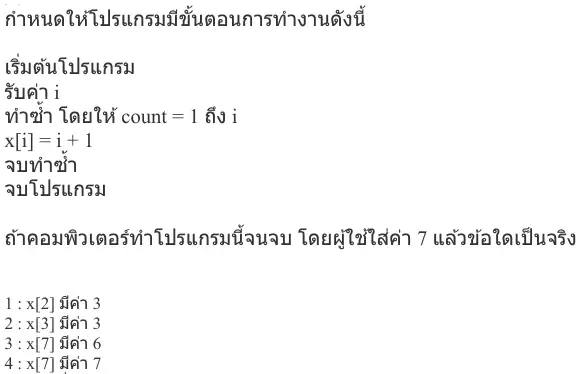 กำหนดให้โปรแกรมมีขั้นตอนการทำงานดังนี้
เริ่มต้นโปรแกรม
รับค่า i
ทำซ้ำ โดยให้ count = 1 ถึง i
x[i] = i + 1
จบทำซ้ำ
จบโปรแกรม
ถ้าคอมพิวเตอร์ทำโปรแกรมนี้จนจบ โดยผู้ใช้ใส่ค่า 7 แล้วข้อใดเป็นจริง
1 : x[2] มีค่า 3
2 : x[3] มีค่า 3
3 : x[7] มีค่า 6
4 : x[7] มีค่า 7